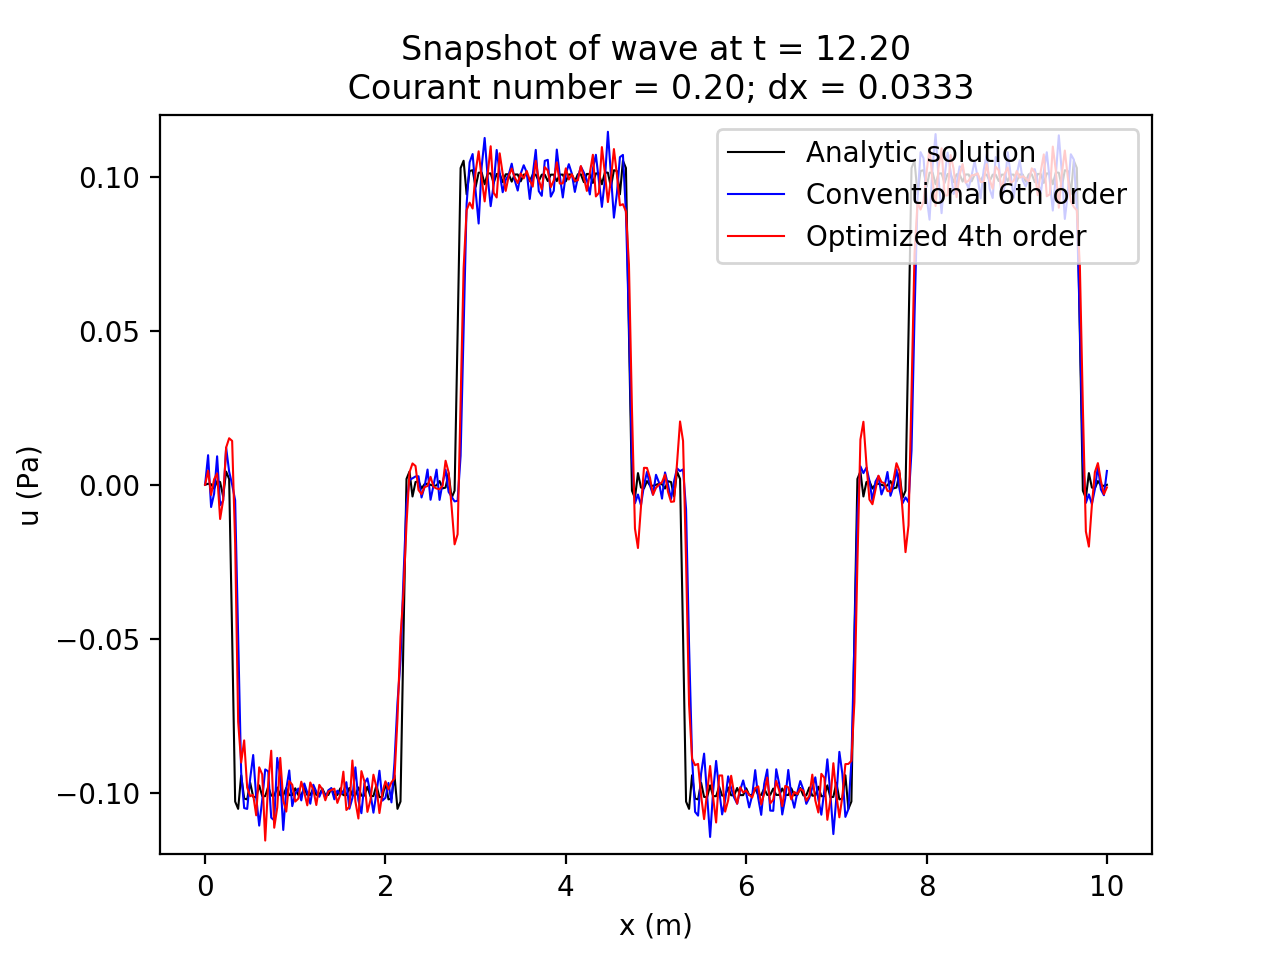 Snapshot of wave at t = 12.20
Courant number = 0.20; dx = 0.0333
Analytic solution
Conventional 6th order
Optimized 4th order
0.10
0.05
0.00
−0.05
−0.10
u (Pa)
0 2 4 6 8 10
x (m)